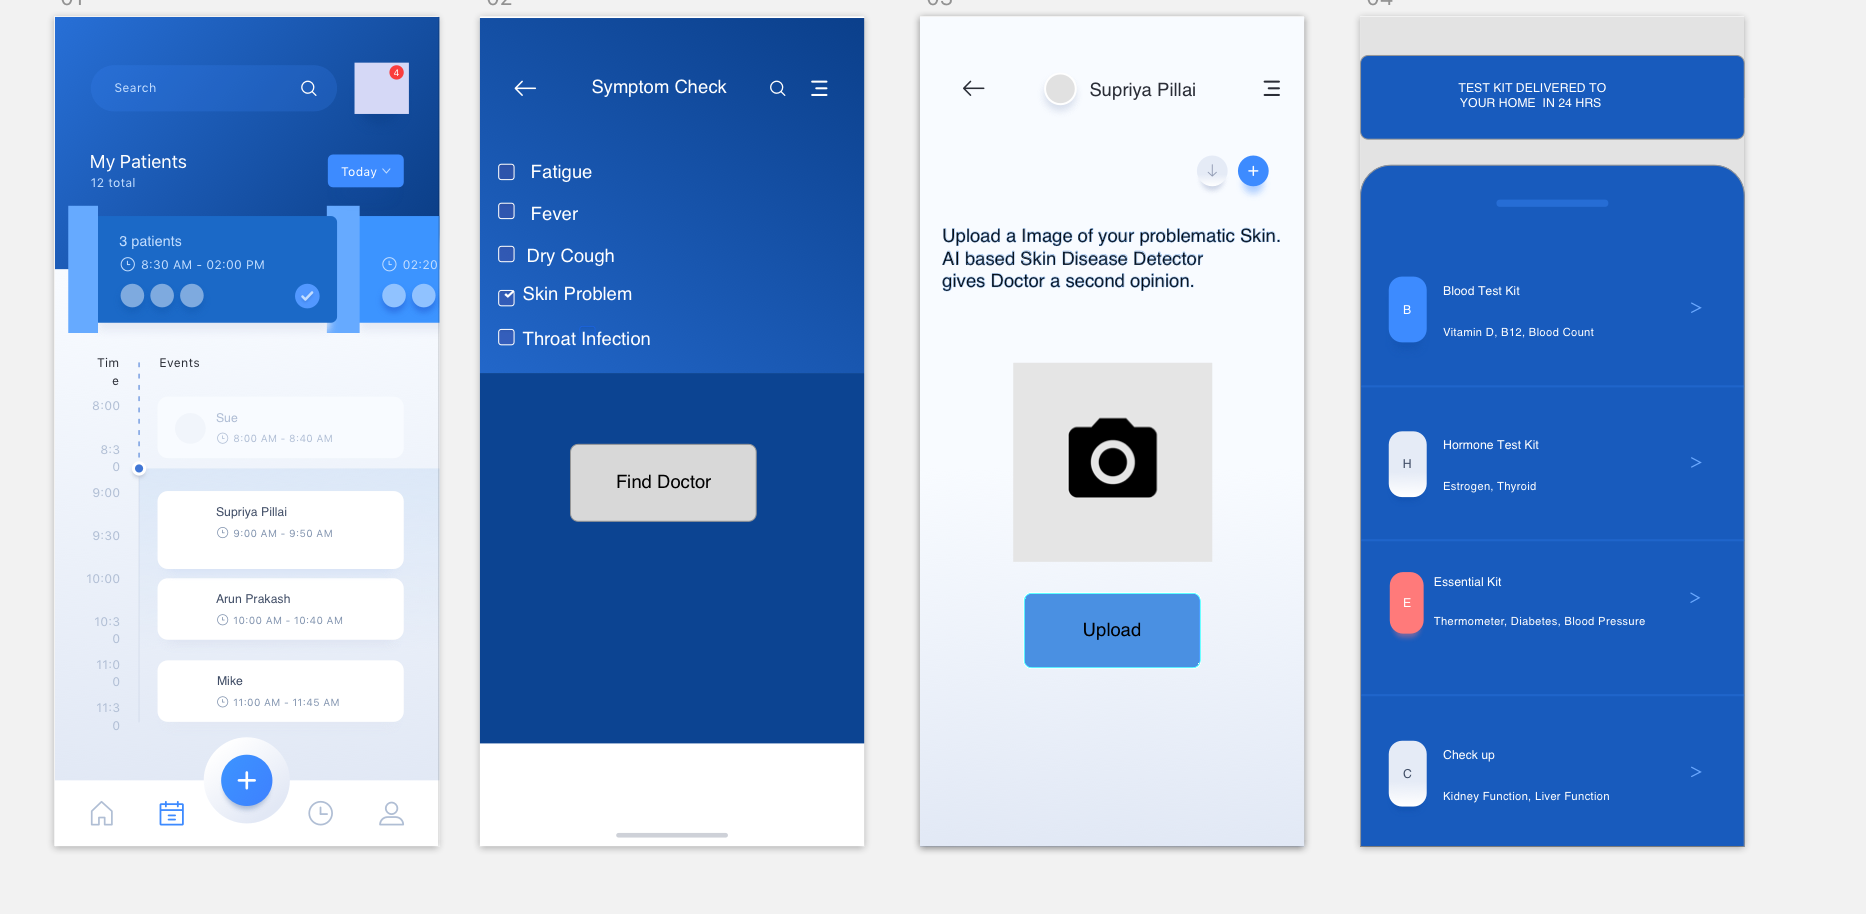 01
Search
4
My Patients
12 total
Today
3 patients
8:30 AM - 02:00 PM
02:20
Tim
e
Events
8:00
Sue
8:00 AM - 8:40 AM
8:3
0
9:00
Supriya Pillai
9:00 AM - 9:50 AM
9:30
10:00
Arun Prakash
10:00 AM - 10:40 AM
10:3
0
11:0
0
Mike
11:00 AM - 11:45 AM
11:3
0
02
Symptom Check
Fatigue
Fever
Dry Cough
Skin Problem
Throat Infection
Find Doctor
03
Supriya Pillai
Upload a Image of your problematic Skin.
AI based Skin Disease Detector
gives Doctor a second opinion.
Upload
04
TEST KIT DELIVERED TO
YOUR HOME IN 24 HRS
B
Blood Test Kit
Vitamin D, B12, Blood Count
H
Hormone Test Kit
Estrogen, Thyroid
E
Essential Kit
Thermometer, Diabetes, Blood Pressure
C
Check up
Kidney Function, Liver Function